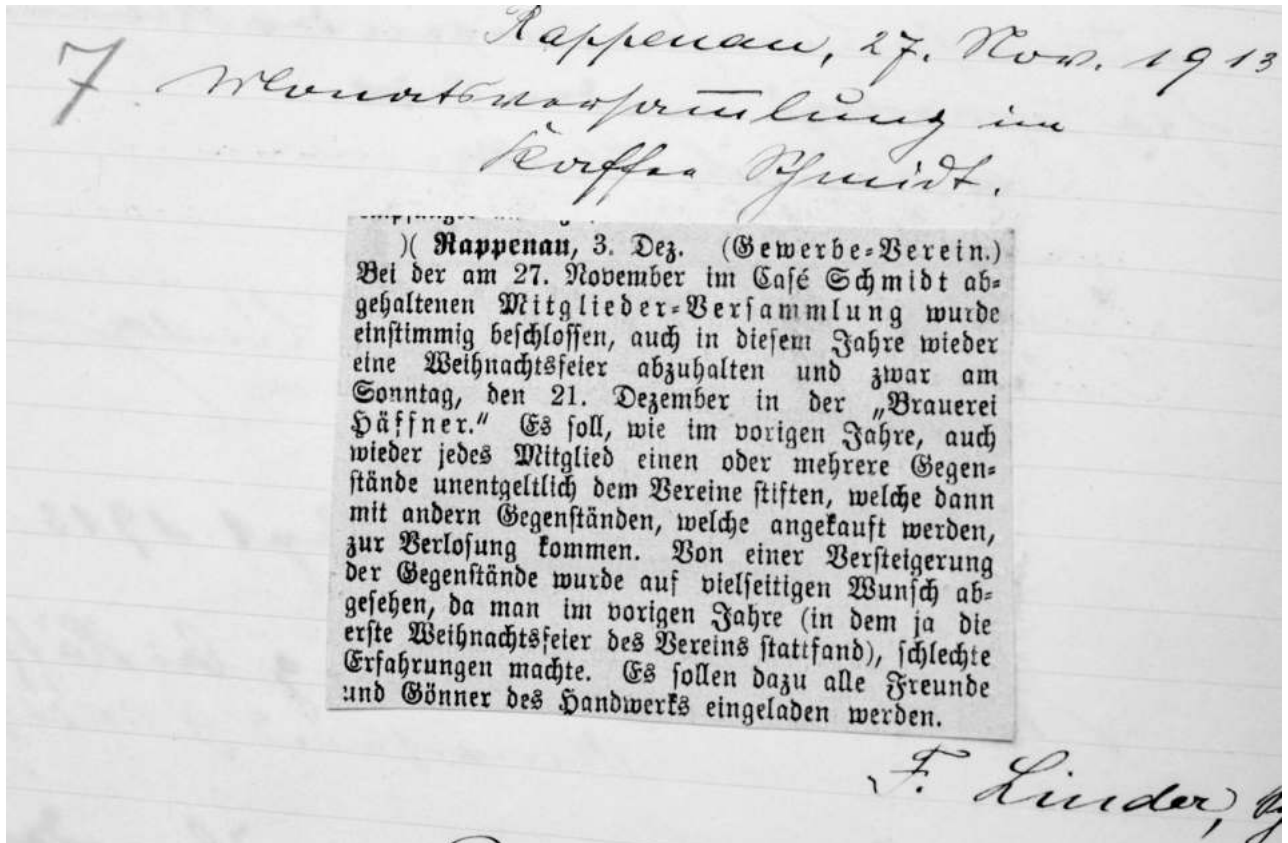 Rappenau, 27. Nov. 1913
7 Monatsversammlung im
Kaffee Schmidt.
)( Rappenau, 3. Dez. (Gewerbe-Verein.)
Bei der am 27. November im Café Schmidt ab-
gehaltenen Mitglieder-Versammlung wurde
einstimmig beschlossen, auch in diesem Jahre wieder
eine Weihnachtsfeier abzuhalten und zwar am
Sonntag, den 21. Dezember in der „Brauerei
Häffner.“ Es soll, wie im vorigen Jahre, auch
wieder jedes Mitglied einen oder mehrere Gegen-
stände unentgeltlich dem Vereine stiften, welche dann
mit andern Gegenständen, welche angekauft werden,
zur Verlosung kommen. Von einer Versteigerung
der Gegenstände wurde auf vielseitigen Wunsch ab-
gesehen, da man im vorigen Jahre (in dem ja die
erste Weihnachtsfeier des Vereins stattfand), schlechte
Erfahrungen machte. Es sollen dazu alle Freunde
und Gönner des Handwerks eingeladen werden.
F. Linder,